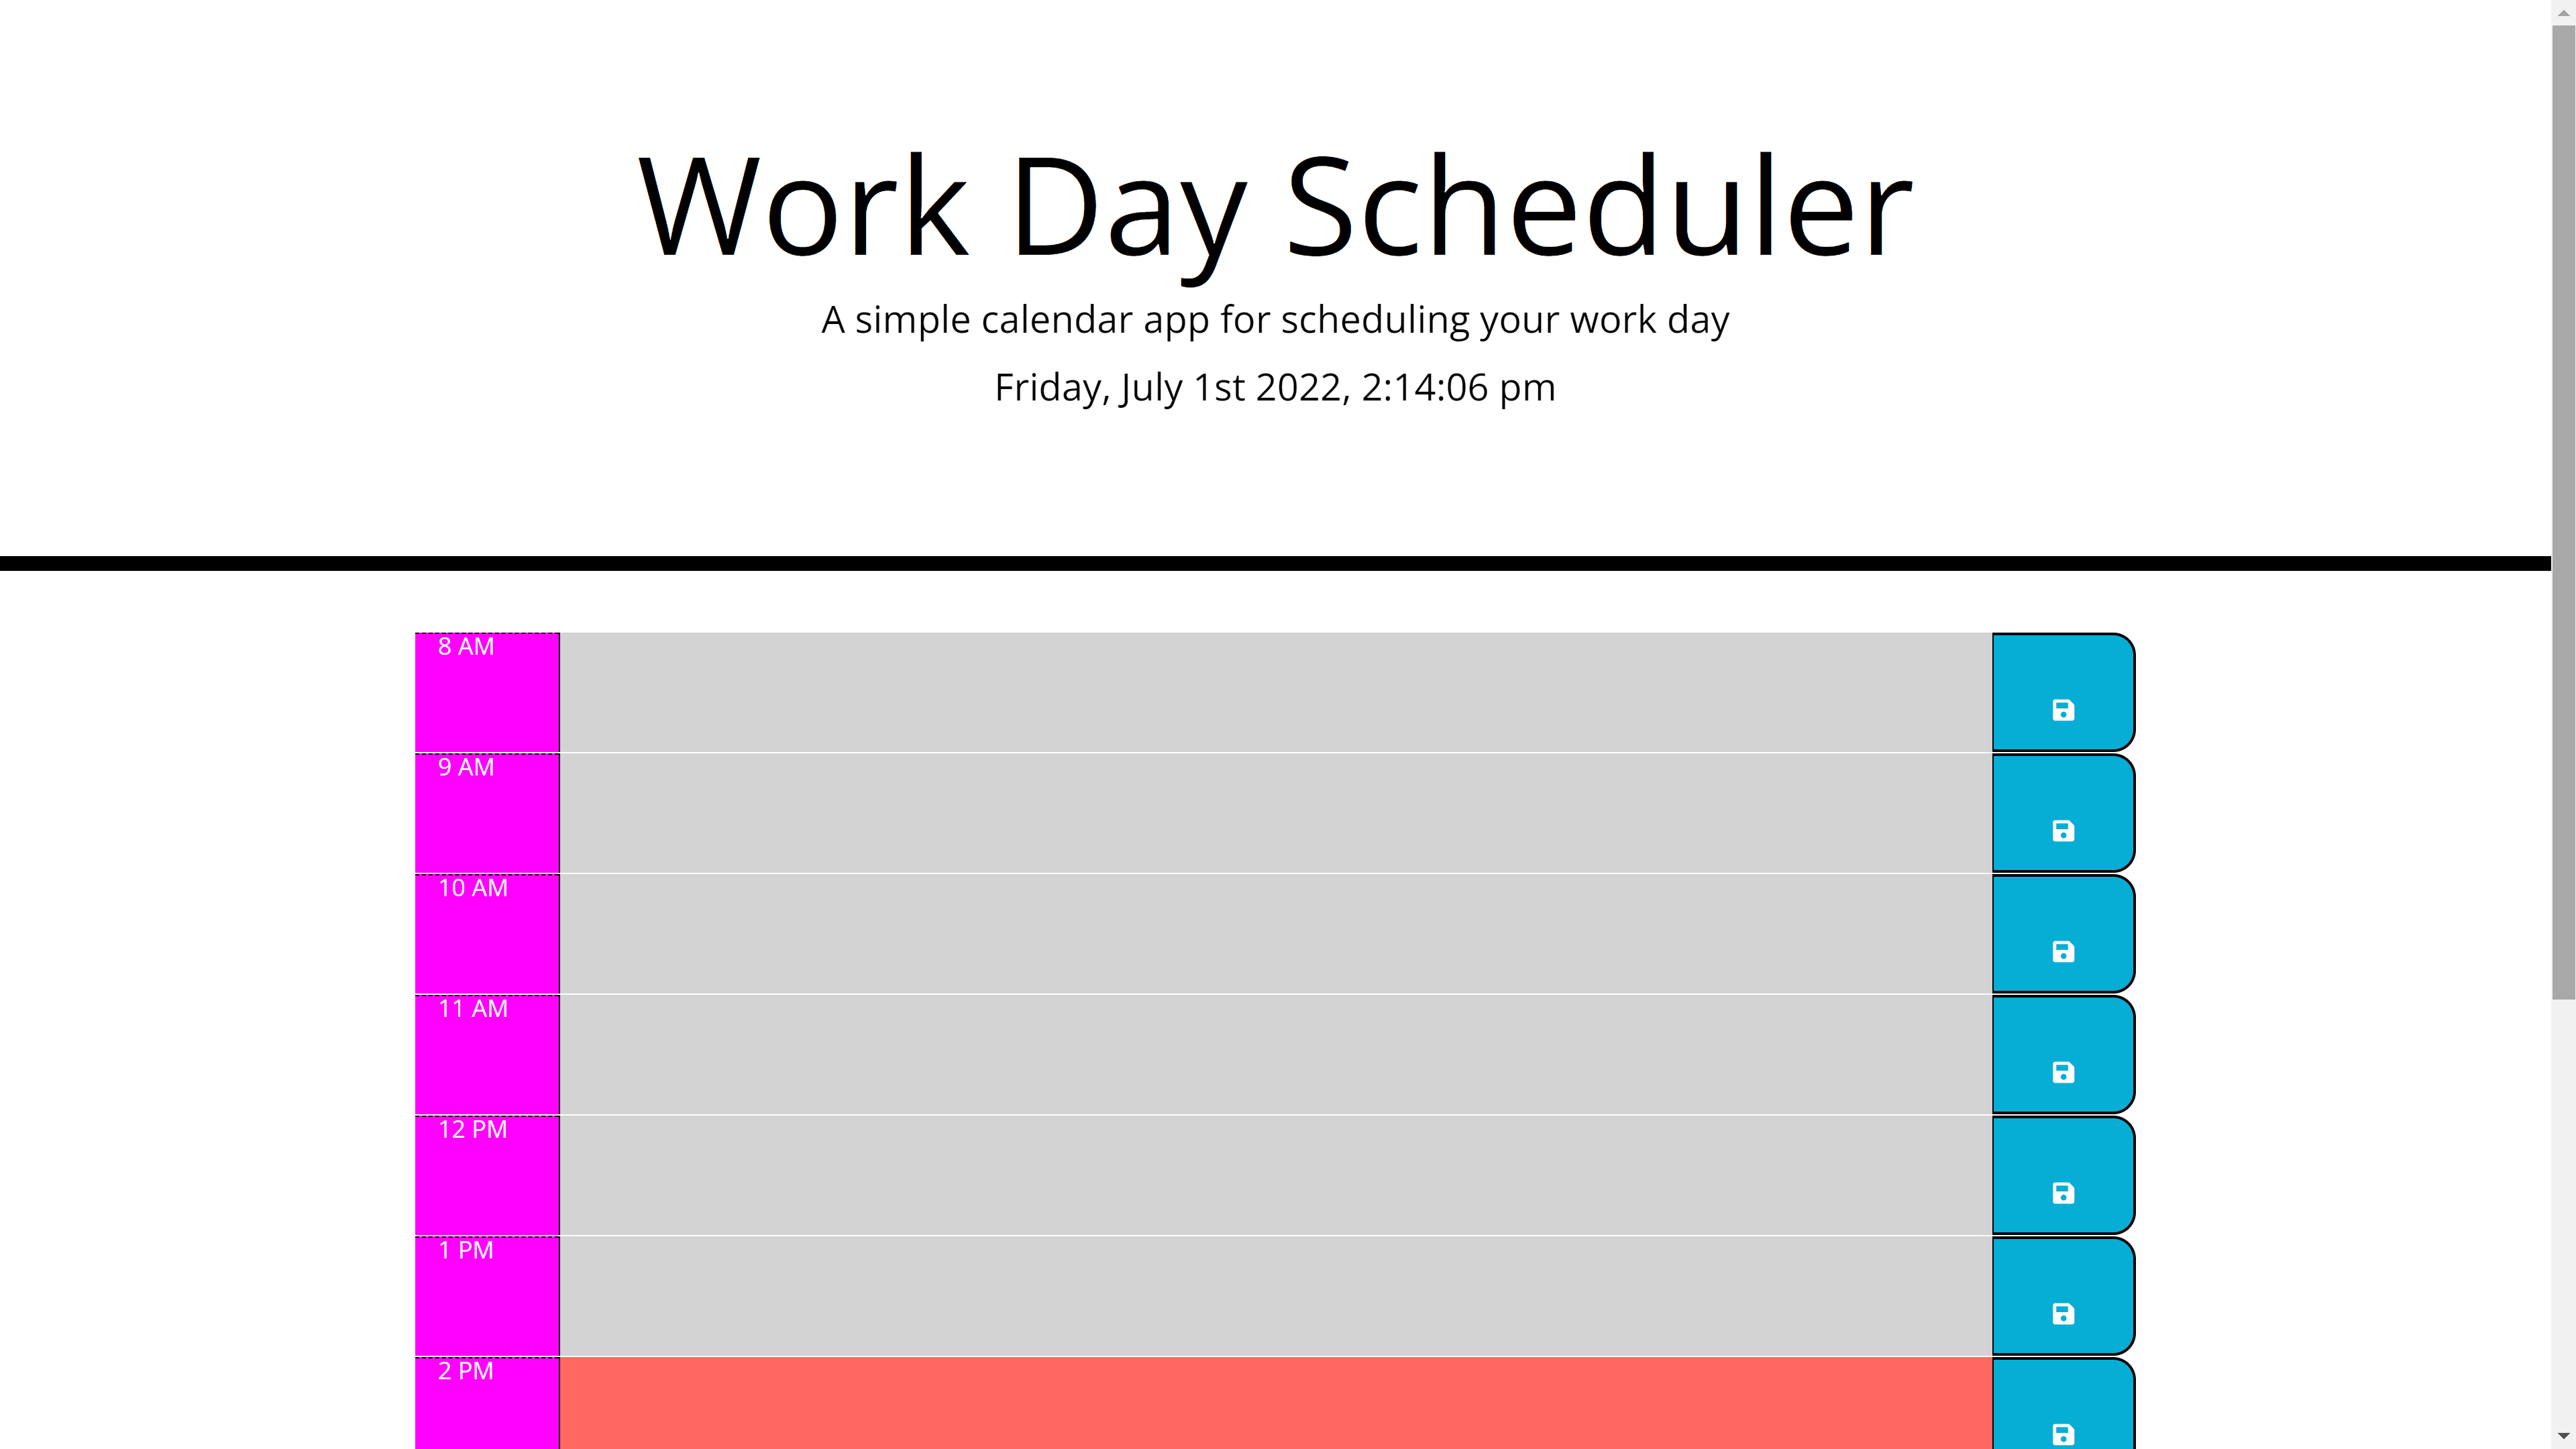 Work Day Scheduler
A simple calendar app for scheduling your work day
Friday, July 1st 2022, 2:14:06 pm
8 AM
9 AM
10 AM
11 AM
12 PM
1 PM
2 PM